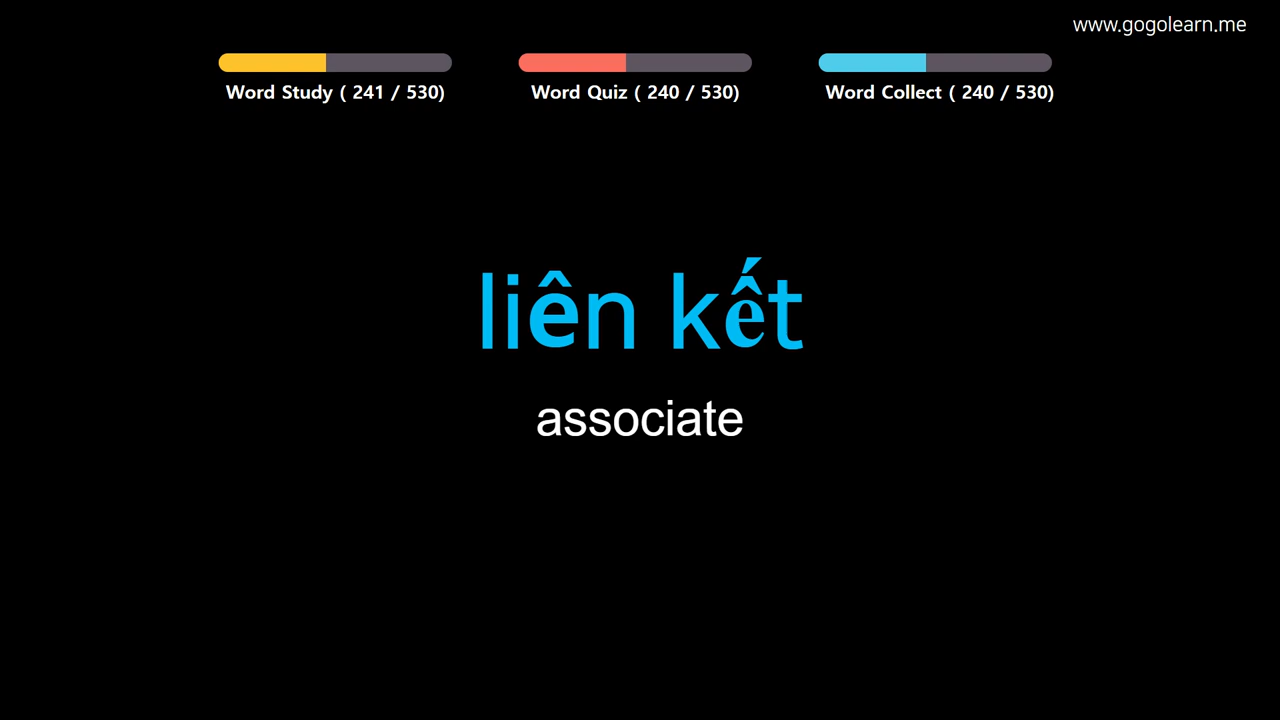 www.gogolearn.me
Word Study ( 241 / 530)
Word Quiz ( 240 / 530)
Word Collect ( 240 / 530)
liên kết
associate